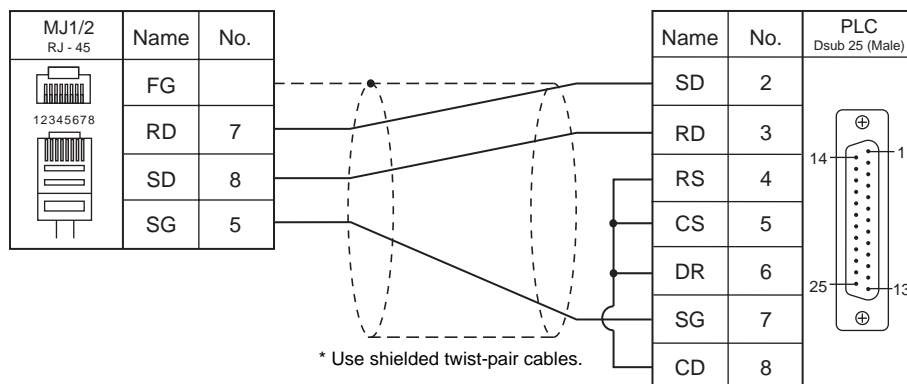 MJ1/2
RJ - 45
Name No.
12345678
FG
RD 7
SD 8
SG 5
Name No.
PLC
Dsub 25 (Male)
SD 2
RD 3
RS 4
CS 5
DR 6
SG 7
CD 8
14 1
25 13
* Use shielded twist-pair cables.